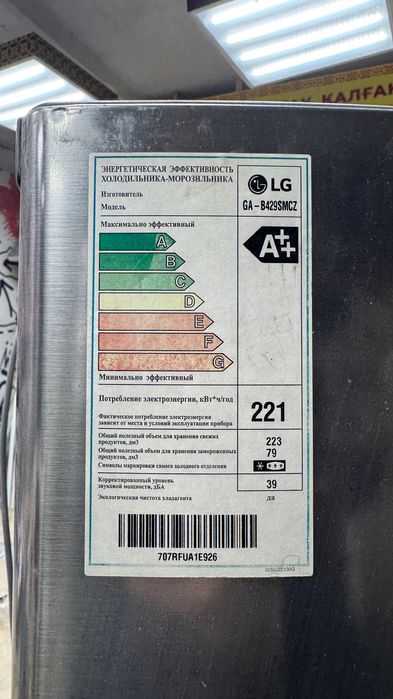 ҚАЛҒАН
ЭНЕРГЕТИЧЕСКАЯ ЭФФЕКТИВНОСТЬ
ХОЛОДИЛЬНИКА-МОРОЗИЛЬНИКА
Изготовитель
LG
Модель
GA-B429SMCZ
Максимально эффективный
A
A++
B
C
D
E
F
G
Минимально эффективный
Потребление электроэнергии, кВт*ч/год
221
Фактическое потребление электроэнергии
зависит от места и условий эксплуатации прибора
Общий полезный объем для хранения свежих
продуктов, дм3
223
Общий полезный объем для хранения замороженных
продуктов, дм3
79
Символы маркировки самого холодного отделения
Корректированный уровень
звуковой мощности, дБА
39
Экологическая чистота хладагента
да
707RFUA1E926